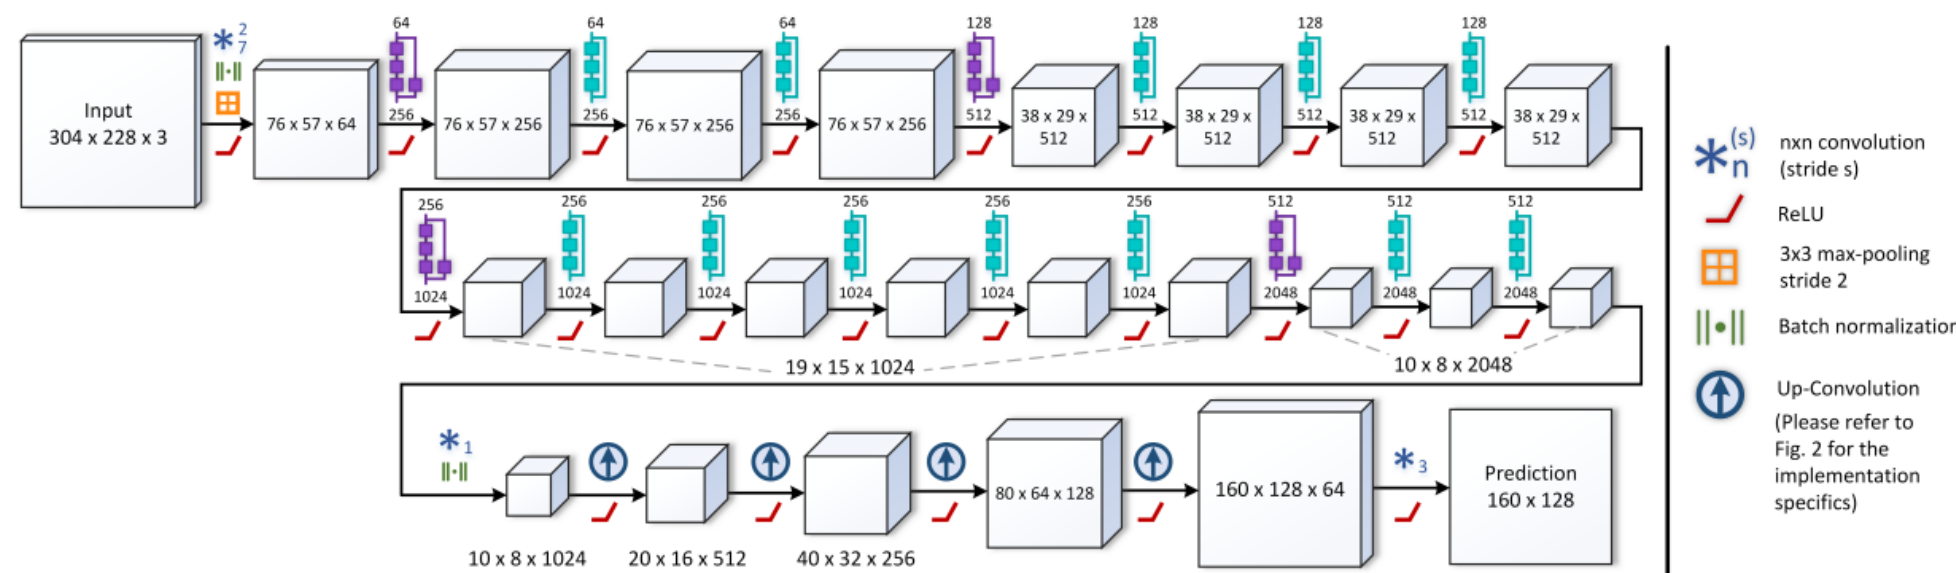 64 64 64 128 128 128 128
2
7
Input
304 x 228 x 3
76 x 57 x 64
256
76 x 57 x 256
256
76 x 57 x 256
256
76 x 57 x 256
512
38 x 29 x
512
512
38 x 29 x
512
512
38 x 29 x
512
512
38 x 29 x
512
256 256 256 256 256 256 512 512 512
1024 1024 1024 1024 1024 1024 2048 2048 2048
19 x 15 x 1024
10 x 8 x 2048
1
10 x 8 x 1024
20 x 16 x 512
40 x 32 x 256
80 x 64 x 128
160 x 128 x 64
3
Prediction
160 x 128
(s)
n
nxn convolution
(stride s)
ReLU
3x3 max-pooling
stride 2
Batch normalization
Up-Convolution
(Please refer to
Fig. 2 for the
implementation
specifics)